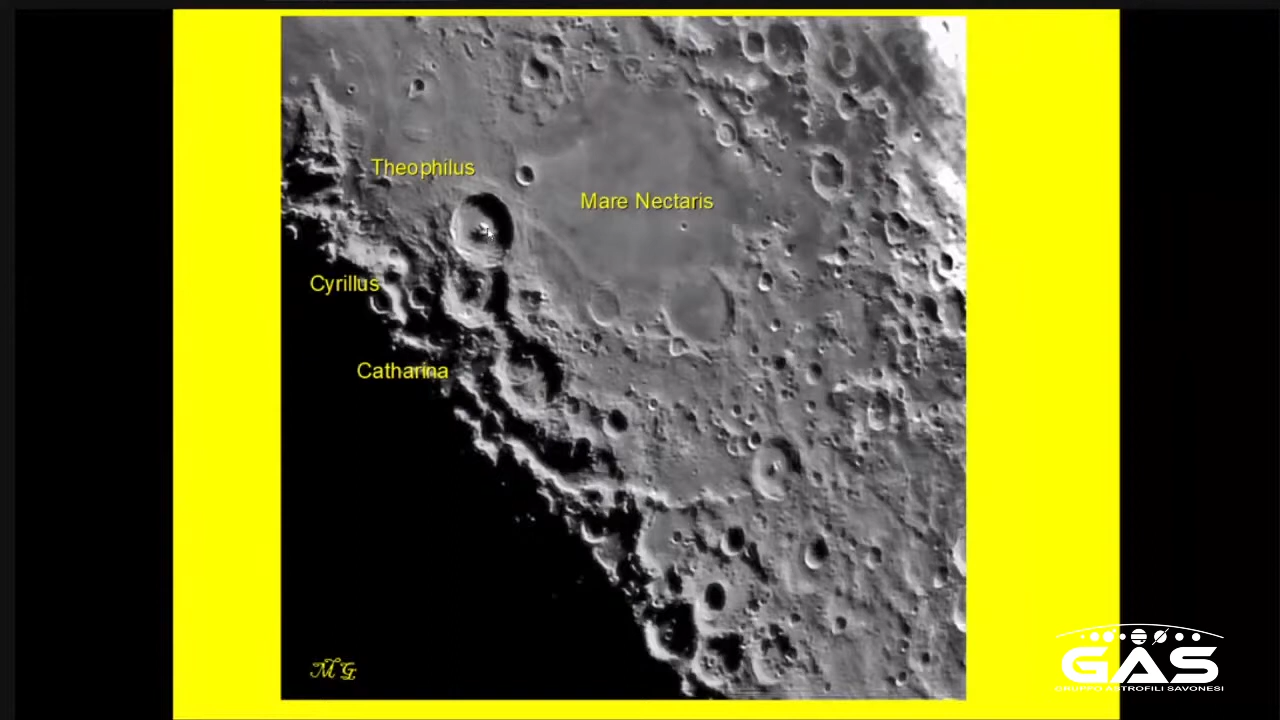 Theophilus
Mare Nectaris
Cyrillus
Catharina
M G
GAS
GRUPPO ASTROFILI SAVONESI